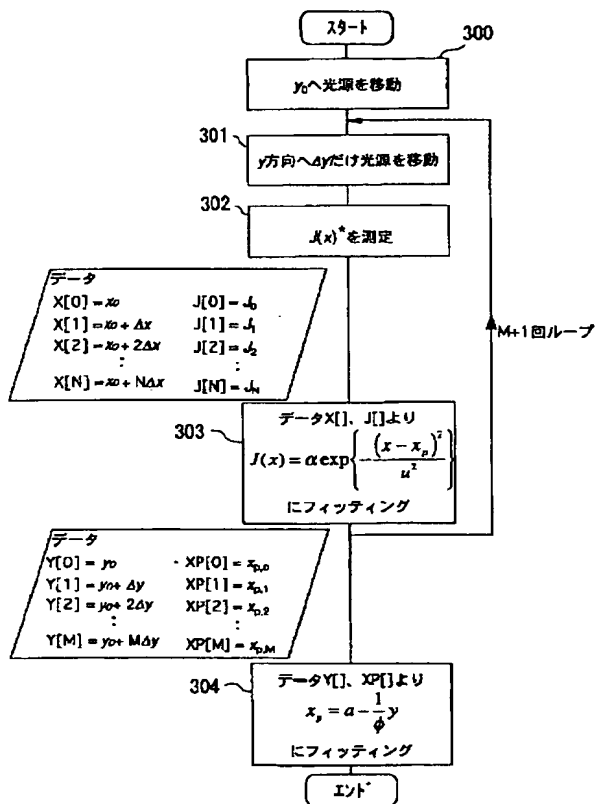 スタート
300
y₀へ光源を移動
301
y方向へΔyだけ光源を移動
302
J(x)*を測定
M+1回ループ
データ
X[0] = x₀ J[0] = J₀
X[1] = x₀ + Δx J[1] = J₁
X[2] = x₀ + 2Δx J[2] = J₂
⋮ ⋮
X[N] = x₀ + NΔx J[N] = J_N
303
データX[]、J[]より
J(x) = α exp{ -(x - x_p)² / u² }
にフィッティング
データ
Y[0] = y₀ XP[0] = x_{p,0}
Y[1] = y₀ + Δy XP[1] = x_{p,1}
Y[2] = y₀ + 2Δy XP[2] = x_{p,2}
⋮ ⋮
Y[M] = y₀ + MΔy XP[M] = x_{p,M}
304
データY[]、XP[]より
x_p = a - 1/φ y
にフィッティング
エンド